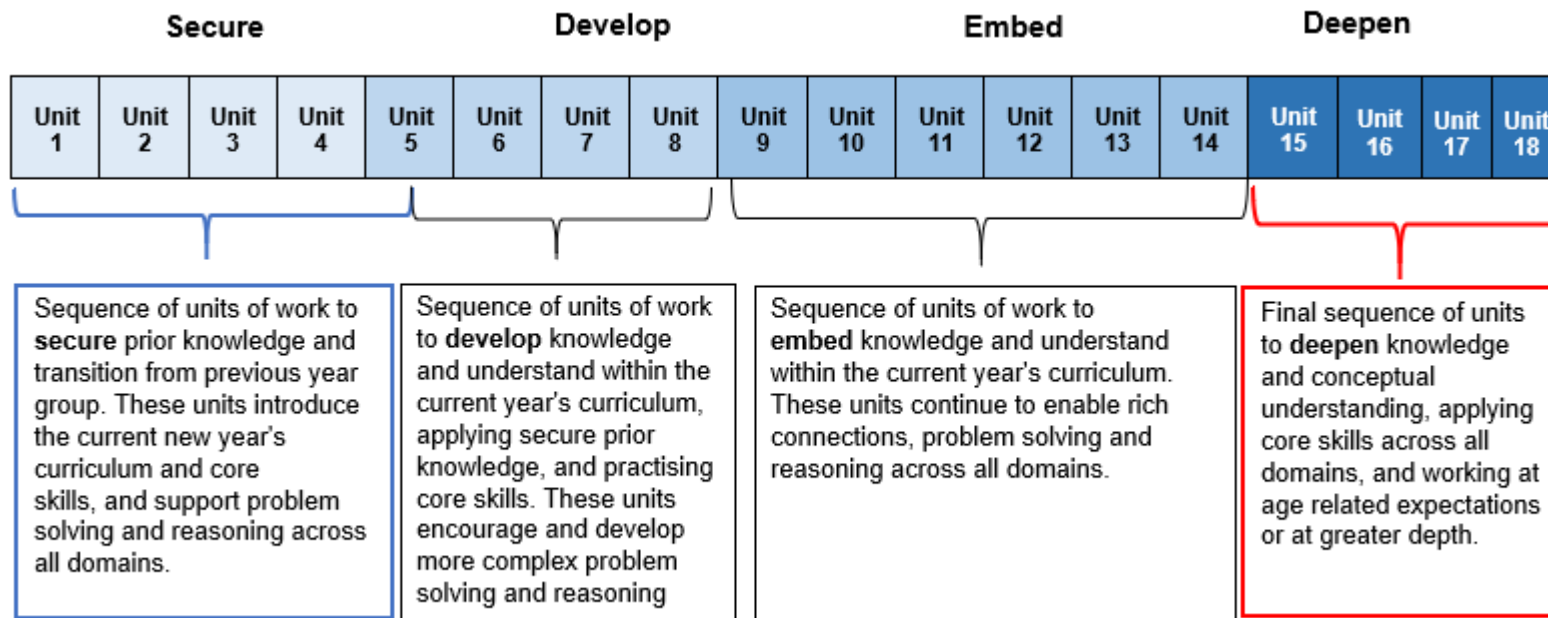 Secure Develop Embed Deepen
Unit 1 Unit 2 Unit 3 Unit 4 Unit 5 Unit 6 Unit 7 Unit 8 Unit 9 Unit 10 Unit 11 Unit 12 Unit 13 Unit 14 Unit 15 Unit 16 Unit 17 Unit 18
Sequence of units of work to
secure prior knowledge and
transition from previous year
group. These units introduce
the current new year's
curriculum and core
skills, and support problem
solving and reasoning across
all domains.
Sequence of units of work
to develop knowledge
and understand within the
current year's curriculum,
applying secure prior
knowledge, and practising
core skills. These units
encourage and develop
more complex problem
solving and reasoning
Sequence of units of work to
embed knowledge and understand
within the current year's curriculum.
These units continue to enable rich
connections, problem solving and
reasoning across all domains.
Final sequence of units
to deepen knowledge
and conceptual
understanding, applying
core skills across all
domains, and working at
age related expectations
or at greater depth.